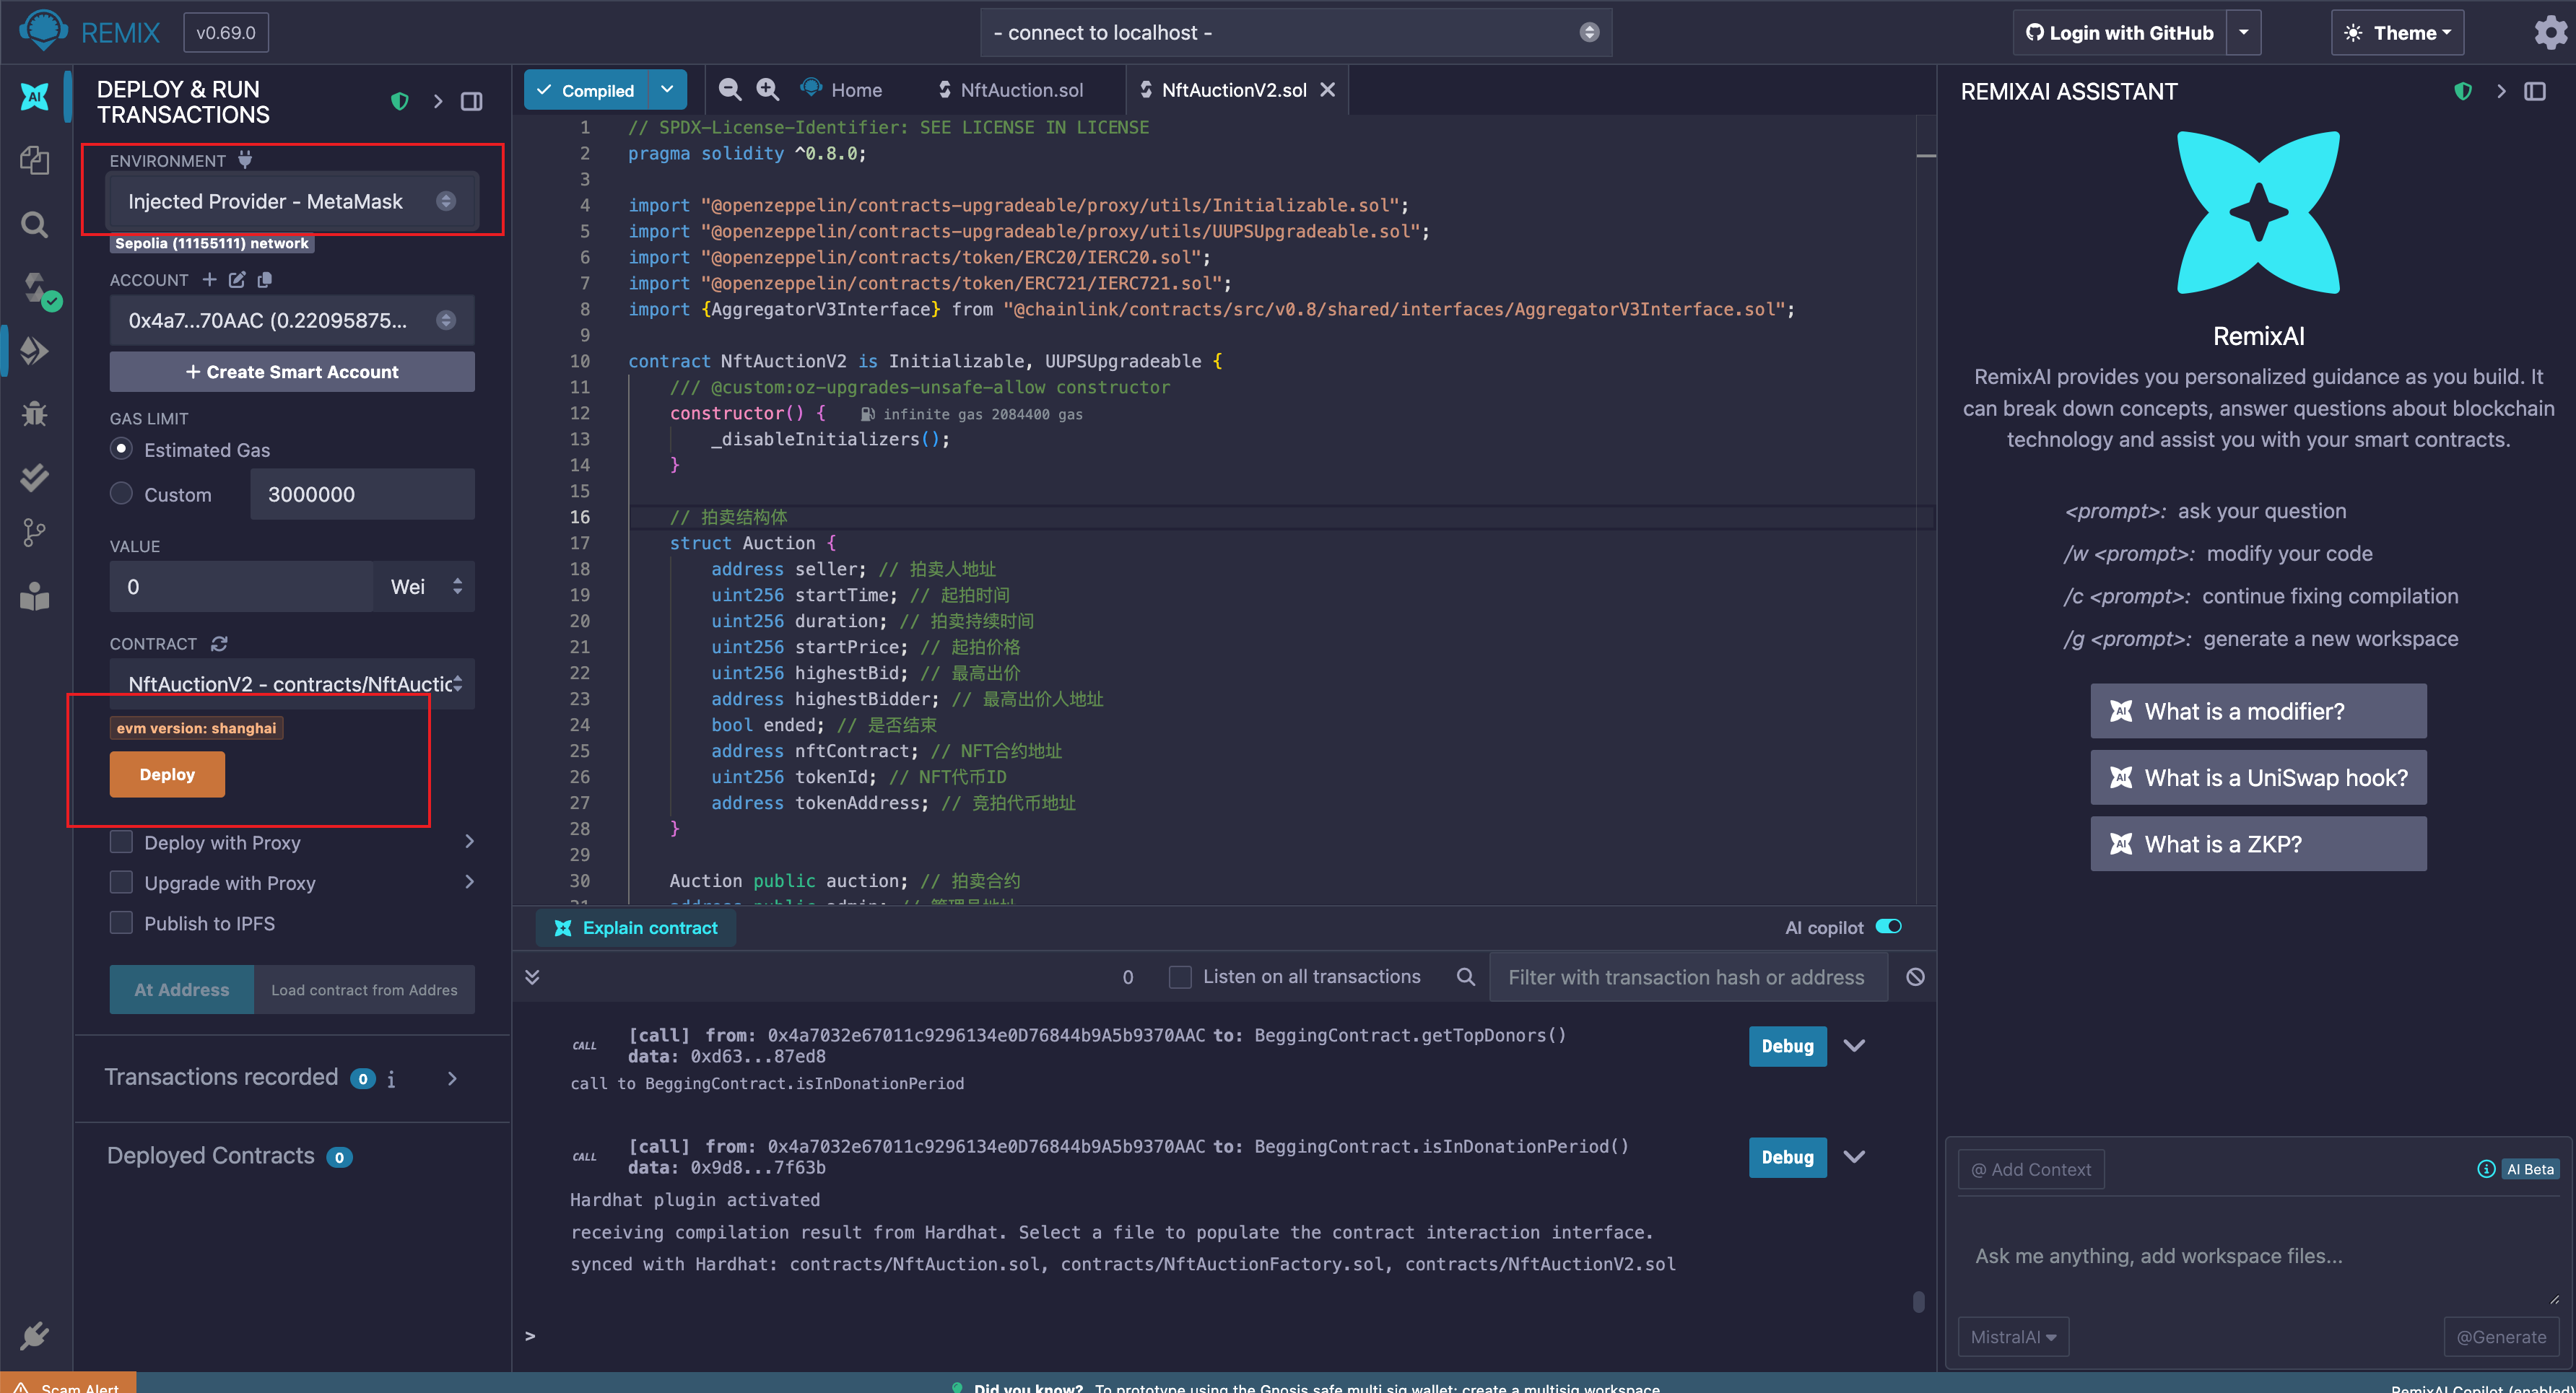 REMIX
v0.69.0
- connect to localhost -
Login with GitHub
Theme
DEPLOY & RUN
TRANSACTIONS
ENVIRONMENT
Injected Provider - MetaMask
Sepolia (11155111) network
ACCOUNT
0x4a7...70AAC (0.22095875...
+ Create Smart Account
GAS LIMIT
Estimated Gas
Custom
3000000
VALUE
0
Wei
CONTRACT
NftAuctionV2 - contracts/NftAuctic
evm version: shanghai
Deploy
Deploy with Proxy
Upgrade with Proxy
Publish to IPFS
At Address
Load contract from Addres
Transactions recorded 0 i
Deployed Contracts 0
Compiled
Home
NftAuction.sol
NftAuctionV2.sol
1 // SPDX-License-Identifier: SEE LICENSE IN LICENSE
2 pragma solidity ^0.8.0;
3
4 import "@openzeppelin/contracts-upgradeable/proxy/utils/Initializable.sol";
5 import "@openzeppelin/contracts-upgradeable/proxy/utils/UUPSUpgradeable.sol";
6 import "@openzeppelin/contracts/token/ERC20/IERC20.sol";
7 import "@openzeppelin/contracts/token/ERC721/IERC721.sol";
8 import {AggregatorV3Interface} from "@chainlink/contracts/src/v0.8/shared/interfaces/AggregatorV3Interface.sol";
9
10 contract NftAuctionV2 is Initializable, UUPSUpgradeable {
11 /// @custom:oz-upgrades-unsafe-allow constructor
12 constructor() { infinite gas 2084400 gas
13 _disableInitializers();
14 }
15
16 // 拍卖结构体
17 struct Auction {
18 address seller; // 拍卖人地址
19 uint256 startTime; // 起拍时间
20 uint256 duration; // 拍卖持续时间
21 uint256 startPrice; // 起拍价格
22 uint256 highestBid; // 最高出价
23 address highestBidder; // 最高出价人地址
24 bool ended; // 是否结束
25 address nftContract; // NFT合约地址
26 uint256 tokenId; // NFT代币ID
27 address tokenAddress; // 竞拍代币地址
28 }
29
30 Auction public auction; // 拍卖合约
31 address public admin; // 管理员地址
Explain contract
AI copilot
0
Listen on all transactions
Filter with transaction hash or address
CALL
[call] from: 0x4a7032e67011c9296134e0D76844b9A5b9370AAC to: BeggingContract.getTopDonors()
data: 0xd63...87ed8
Debug
call to BeggingContract.isInDonationPeriod
CALL
[call] from: 0x4a7032e67011c9296134e0D76844b9A5b9370AAC to: BeggingContract.isInDonationPeriod()
data: 0x9d8...7f63b
Debug
Hardhat plugin activated
receiving compilation result from Hardhat. Select a file to populate the contract interaction interface.
synced with Hardhat: contracts/NftAuction.sol, contracts/NftAuctionFactory.sol, contracts/NftAuctionV2.sol
>
REMIXAI ASSISTANT
RemixAI
RemixAI provides you personalized guidance as you build. It
can break down concepts, answer questions about blockchain
technology and assist you with your smart contracts.
<prompt>: ask your question
/w <prompt>: modify your code
/c <prompt>: continue fixing compilation
/g <prompt>: generate a new workspace
AI What is a modifier?
AI What is a UniSwap hook?
AI What is a ZKP?
@ Add Context
AI Beta
Ask me anything, add workspace files...
MistralAI
@Generate
Scam Alert
Did you know? To prototype using the Gnosis safe multi sig wallet: create a multisig workspace.
RemixAI Copilot (enabled)